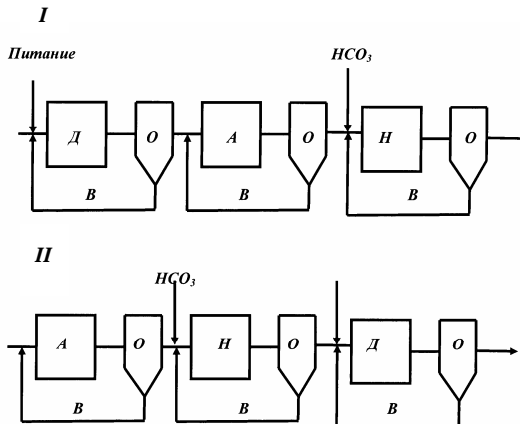 I
Питание
HCO₃
Д О А О Н О
В В В
II
HCO₃
А О Н О Д О
В В В